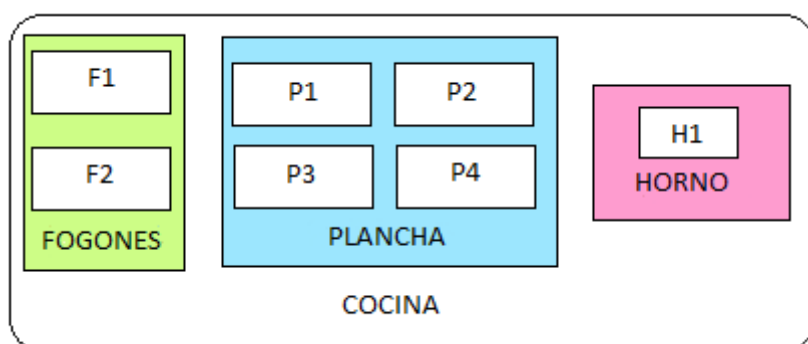 F1
F2
FOGONES
P1
P2
P3
P4
PLANCHA
H1
HORNO
COCINA